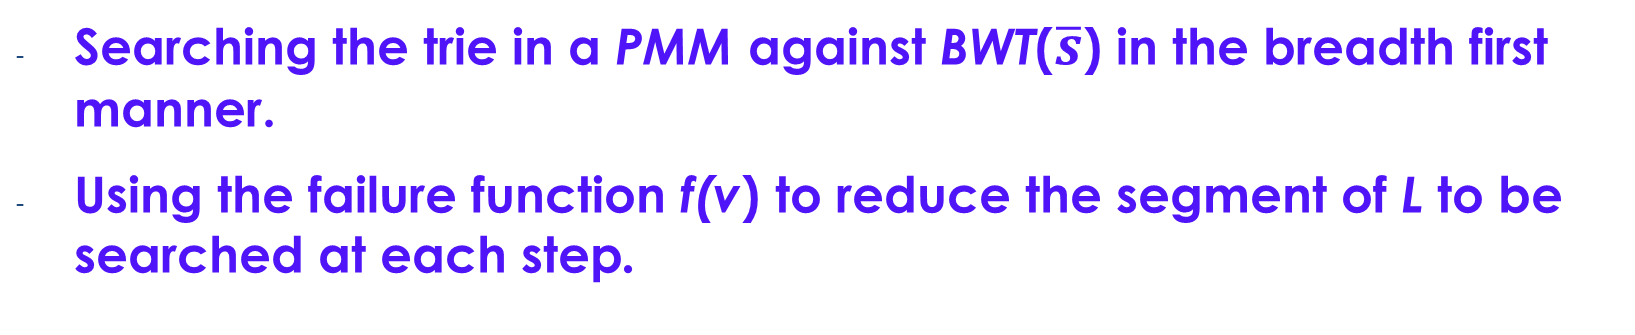 - Searching the trie in a PMM against BWT(s̅) in the breadth first
manner.
- Using the failure function f(v) to reduce the segment of L to be
searched at each step.